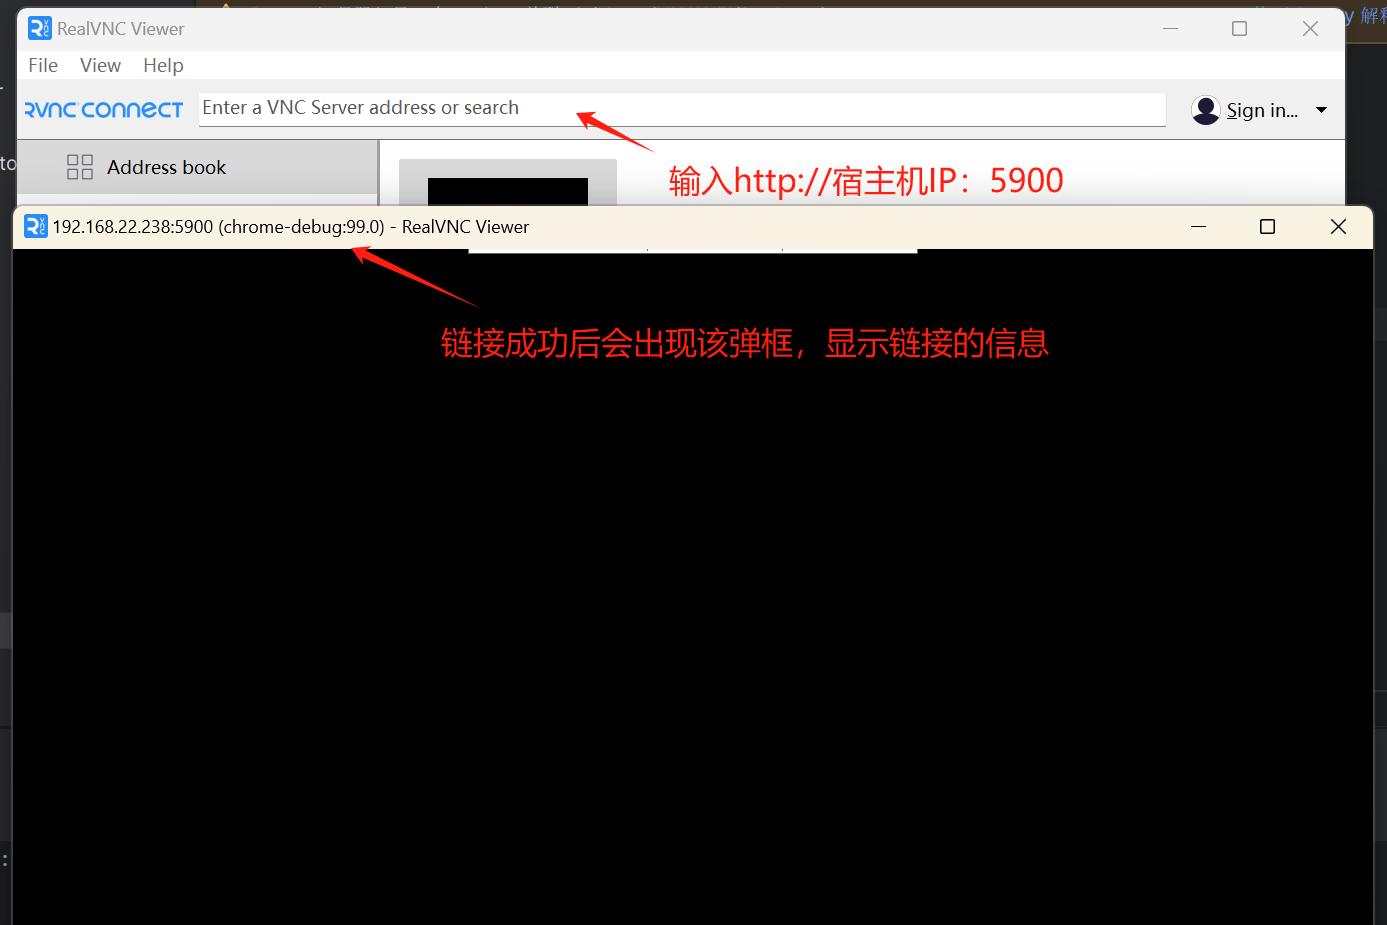 y 解释
RealVNC Viewer
File View Help
RVNC CONNECT
Enter a VNC Server address or search
Sign in...
to
Address book
输入http://宿主机IP：5900
192.168.22.238:5900 (chrome-debug:99.0) - RealVNC Viewer
链接成功后会出现该弹框，显示链接的信息
: